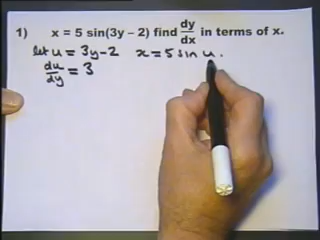 1) x = 5 sin(3y – 2) find dy/dx in terms of x.
let u = 3y-2 x = 5 sin u.
du/dy = 3